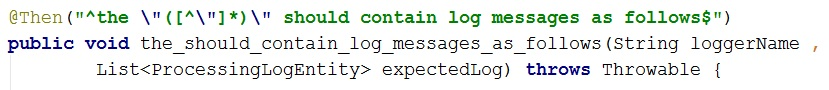 @Then("^the \"([^\"]*)\" should contain log messages as follows$")
public void the_should_contain_log_messages_as_follows(String loggerName ,
List<ProcessingLogEntity> expectedLog) throws Throwable {